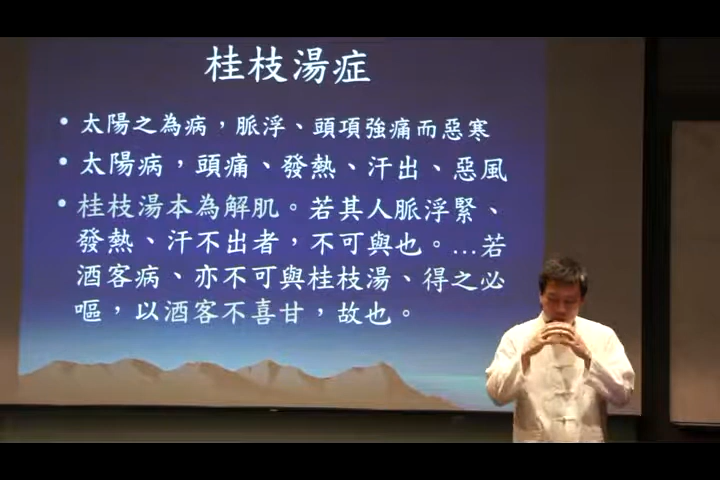 桂枝湯症
• 太陽之為病，脈浮、頭項強痛而惡寒
• 太陽病，頭痛、發熱、汗出、惡風
• 桂枝湯本為解肌。若其人脈浮緊、
發熱、汗不出者，不可與也。…若
酒客病、亦不可與桂枝湯、得之必
嘔，以酒客不喜甘，故也。